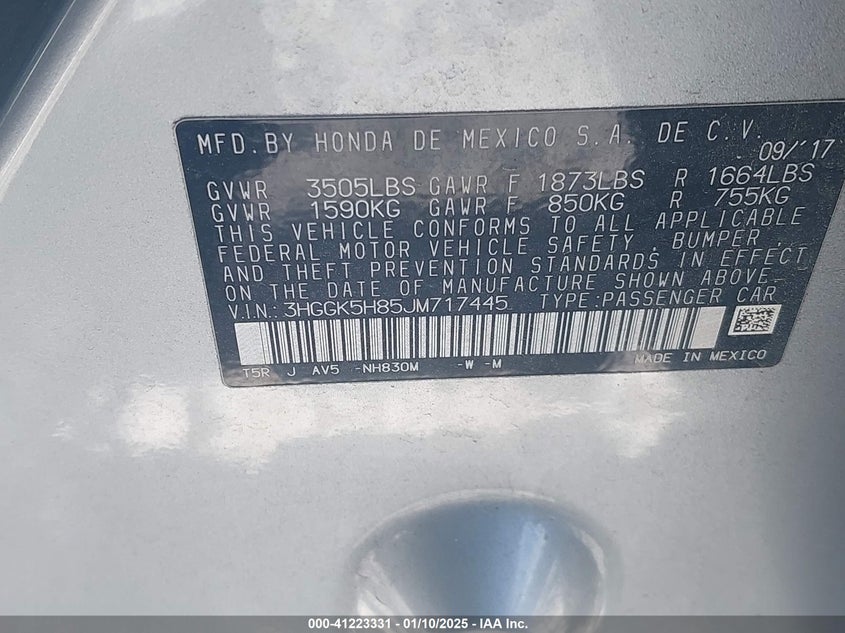 MFD.BY HONDA DE MEXICO S.A. DE C.V.
09/'17
GVWR 3505LBS GAWR F 1873LBS R 1664LBS
GVWR 1590KG GAWR F 850KG R 755KG
THIS VEHICLE CONFORMS TO ALL APPLICABLE
FEDERAL MOTOR VEHICLE SAFETY, BUMPER,
AND THEFT PREVENTION STANDARDS IN EFFECT
ON THE DATE OF MANUFACTURE SHOWN ABOVE.
V.I.N: 3HGGK5H85JM717445 TYPE:PASSENGER CAR
T5R J AV5 -NH830M -W -M MADE IN MEXICO
000-41223331 - 01/10/2025 - IAA Inc.